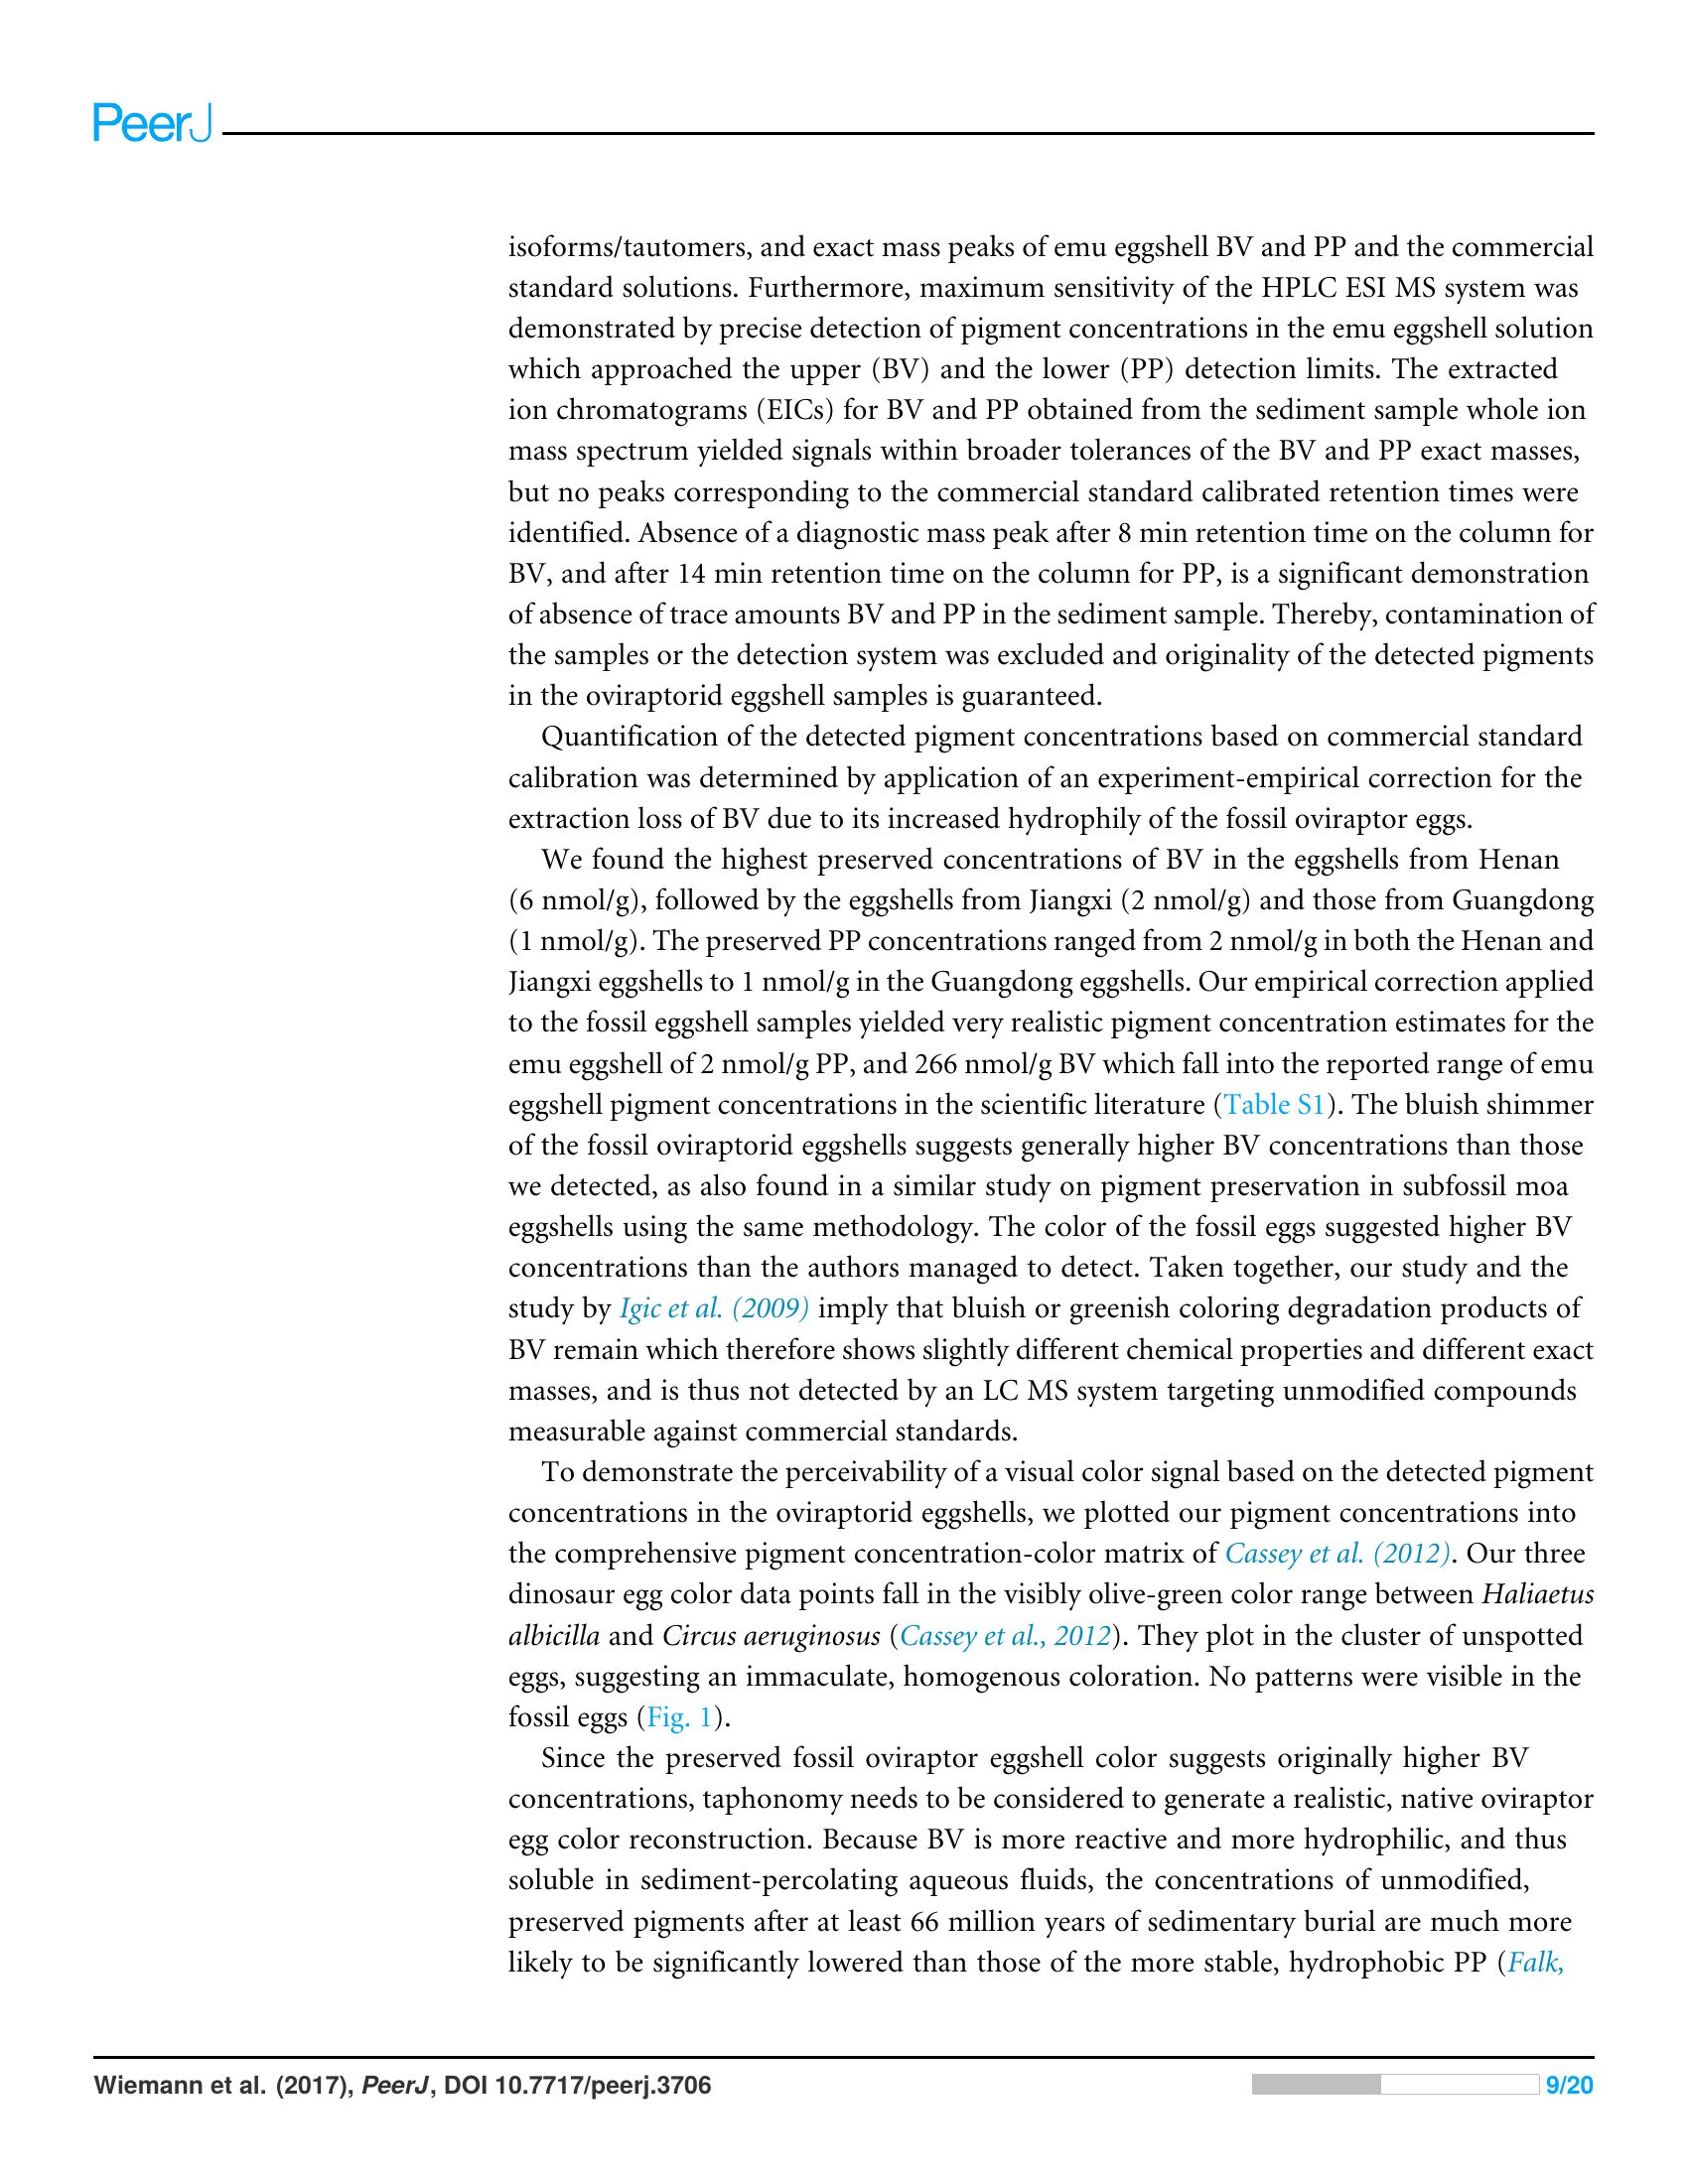 PeerJ
isoforms/tautomers, and exact mass peaks of emu eggshell BV and PP and the commercial
standard solutions. Furthermore, maximum sensitivity of the HPLC ESI MS system was
demonstrated by precise detection of pigment concentrations in the emu eggshell solution
which approached the upper (BV) and the lower (PP) detection limits. The extracted
ion chromatograms (EICs) for BV and PP obtained from the sediment sample whole ion
mass spectrum yielded signals within broader tolerances of the BV and PP exact masses,
but no peaks corresponding to the commercial standard calibrated retention times were
identified. Absence of a diagnostic mass peak after 8 min retention time on the column for
BV, and after 14 min retention time on the column for PP, is a significant demonstration
of absence of trace amounts BV and PP in the sediment sample. Thereby, contamination of
the samples or the detection system was excluded and originality of the detected pigments
in the oviraptorid eggshell samples is guaranteed.
Quantification of the detected pigment concentrations based on commercial standard
calibration was determined by application of an experiment-empirical correction for the
extraction loss of BV due to its increased hydrophily of the fossil oviraptor eggs.
We found the highest preserved concentrations of BV in the eggshells from Henan
(6 nmol/g), followed by the eggshells from Jiangxi (2 nmol/g) and those from Guangdong
(1 nmol/g). The preserved PP concentrations ranged from 2 nmol/g in both the Henan and
Jiangxi eggshells to 1 nmol/g in the Guangdong eggshells. Our empirical correction applied
to the fossil eggshell samples yielded very realistic pigment concentration estimates for the
emu eggshell of 2 nmol/g PP, and 266 nmol/g BV which fall into the reported range of emu
eggshell pigment concentrations in the scientific literature (Table S1). The bluish shimmer
of the fossil oviraptorid eggshells suggests generally higher BV concentrations than those
we detected, as also found in a similar study on pigment preservation in subfossil moa
eggshells using the same methodology. The color of the fossil eggs suggested higher BV
concentrations than the authors managed to detect. Taken together, our study and the
study by Igic et al. (2009) imply that bluish or greenish coloring degradation products of
BV remain which therefore shows slightly different chemical properties and different exact
masses, and is thus not detected by an LC MS system targeting unmodified compounds
measurable against commercial standards.
To demonstrate the perceivability of a visual color signal based on the detected pigment
concentrations in the oviraptorid eggshells, we plotted our pigment concentrations into
the comprehensive pigment concentration-color matrix of Cassey et al. (2012). Our three
dinosaur egg color data points fall in the visibly olive-green color range between Haliaetus
albicilla and Circus aeruginosus (Cassey et al., 2012). They plot in the cluster of unspotted
eggs, suggesting an immaculate, homogenous coloration. No patterns were visible in the
fossil eggs (Fig. 1).
Since the preserved fossil oviraptor eggshell color suggests originally higher BV
concentrations, taphonomy needs to be considered to generate a realistic, native oviraptor
egg color reconstruction. Because BV is more reactive and more hydrophilic, and thus
soluble in sediment-percolating aqueous fluids, the concentrations of unmodified,
preserved pigments after at least 66 million years of sedimentary burial are much more
likely to be significantly lowered than those of the more stable, hydrophobic PP (Falk,
Wiemann et al. (2017), PeerJ, DOI 10.7717/peerj.3706 9/20